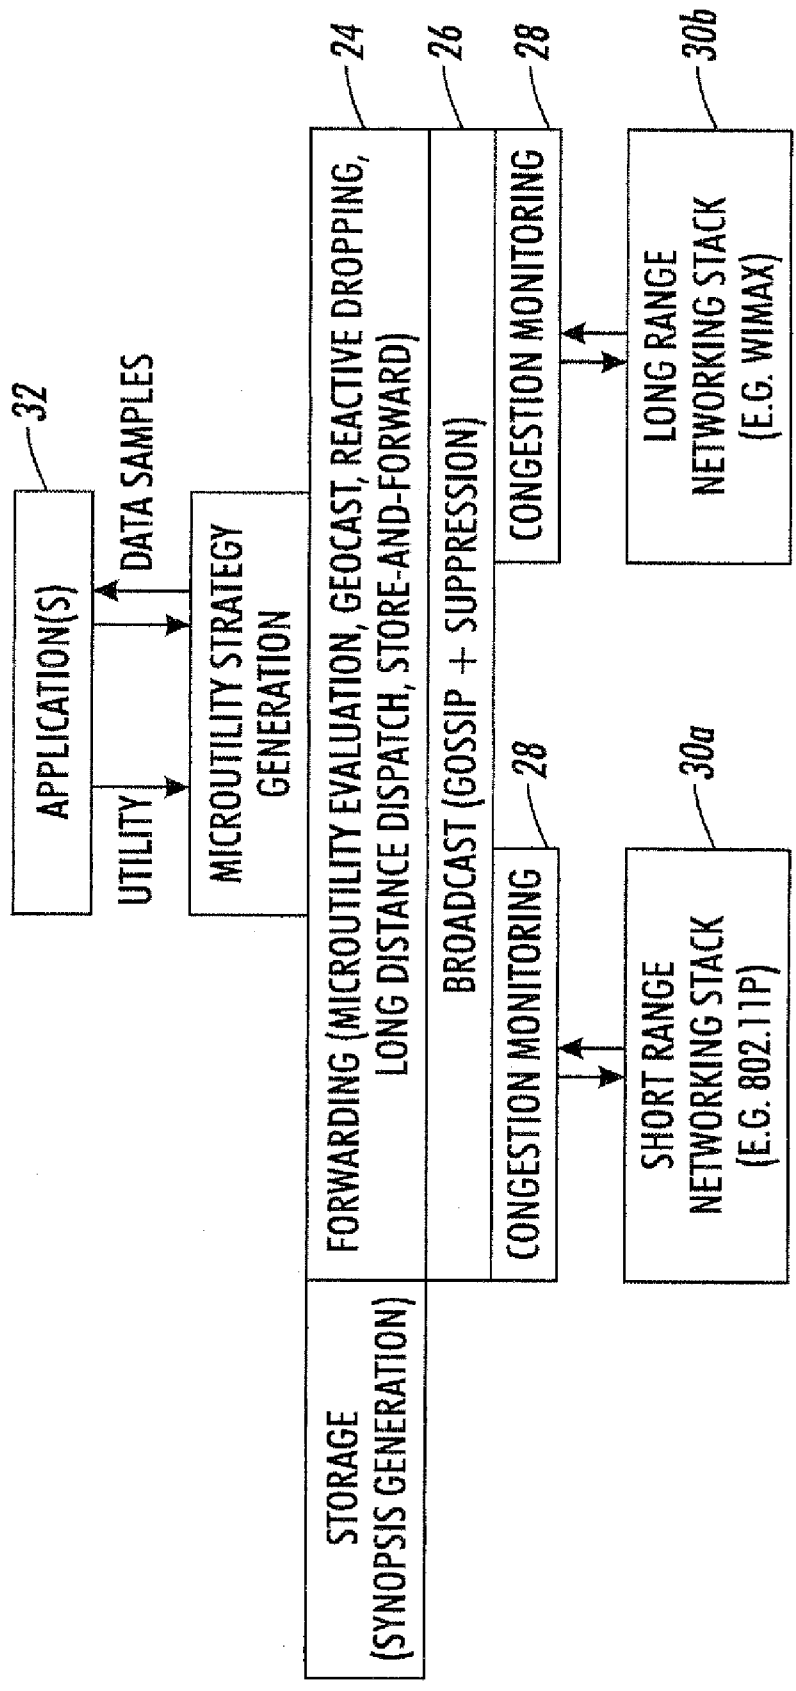 32
APPLICATION(S)
UTILITY
DATA SAMPLES
MICROUTILITY STRATEGY
GENERATION
24
STORAGE
(SYNOPSIS GENERATION)
FORWARDING (MICROUTILITY EVALUATION, GEOCAST, REACTIVE DROPPING,
LONG DISTANCE DISPATCH, STORE-AND-FORWARD)
26
BROADCAST (GOSSIP + SUPPRESSION)
28
CONGESTION MONITORING
28
CONGESTION MONITORING
30a
SHORT RANGE
NETWORKING STACK
(E.G. 802.11P)
30b
LONG RANGE
NETWORKING STACK
(E.G. WIMAX)